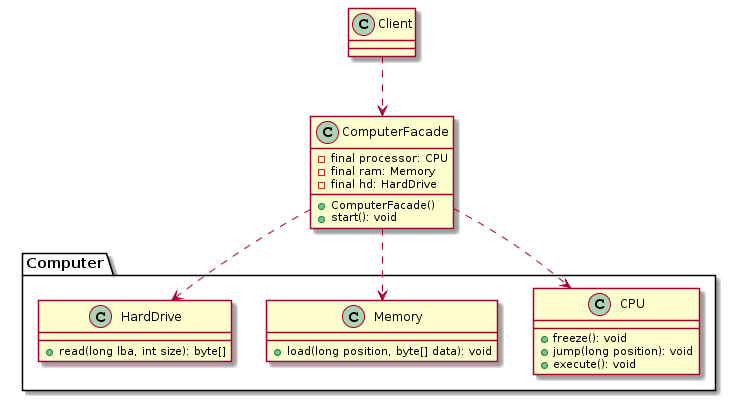 C Client
C ComputerFacade
final processor: CPU
final ram: Memory
final hd: HardDrive
ComputerFacade()
start(): void
Computer
C HardDrive
read(long lba, int size): byte[]
C Memory
load(long position, byte[] data): void
C CPU
freeze(): void
jump(long position): void
execute(): void